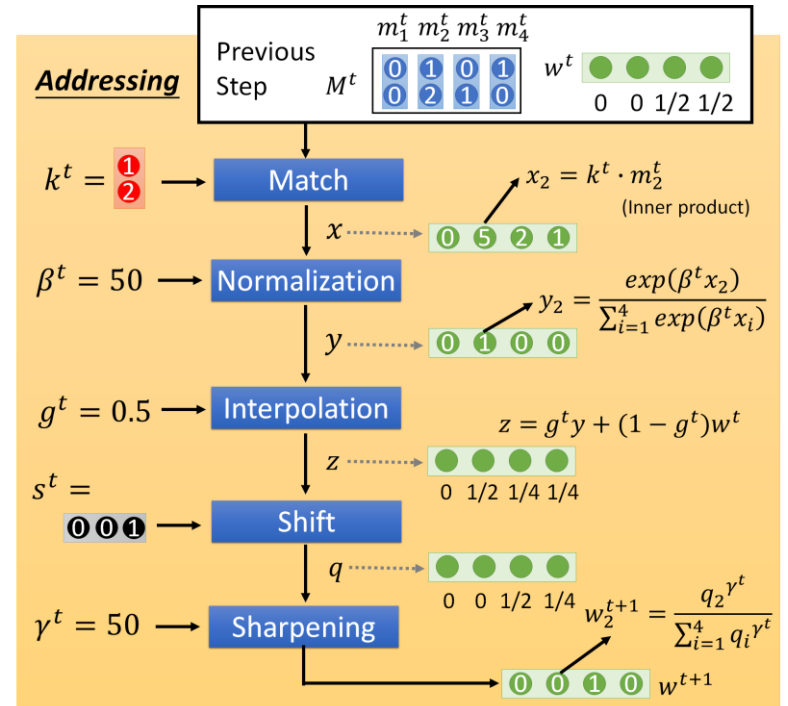 Addressing
Previous Step
M^t
m_1^t m_2^t m_3^t m_4^t
0 1 0 1
0 2 1 0
w^t
0 0 1/2 1/2
k^t =
1
2
Match
x_2 = k^t · m_2^t
(Inner product)
x
0 5 2 1
β^t = 50
Normalization
y_2 = exp(β^t x_2) / ∑_{i=1}^4 exp(β^t x_i)
y
0 1 0 0
g^t = 0.5
Interpolation
z = g^t y + (1 − g^t)w^t
z
0 1/2 1/4 1/4
s^t =
0 0 1
Shift
q
0 0 1/2 1/4
γ^t = 50
Sharpening
w_2^{t+1} = q_2^{γ^t} / ∑_{i=1}^4 q_i^{γ^t}
0 0 1 0
w^{t+1}